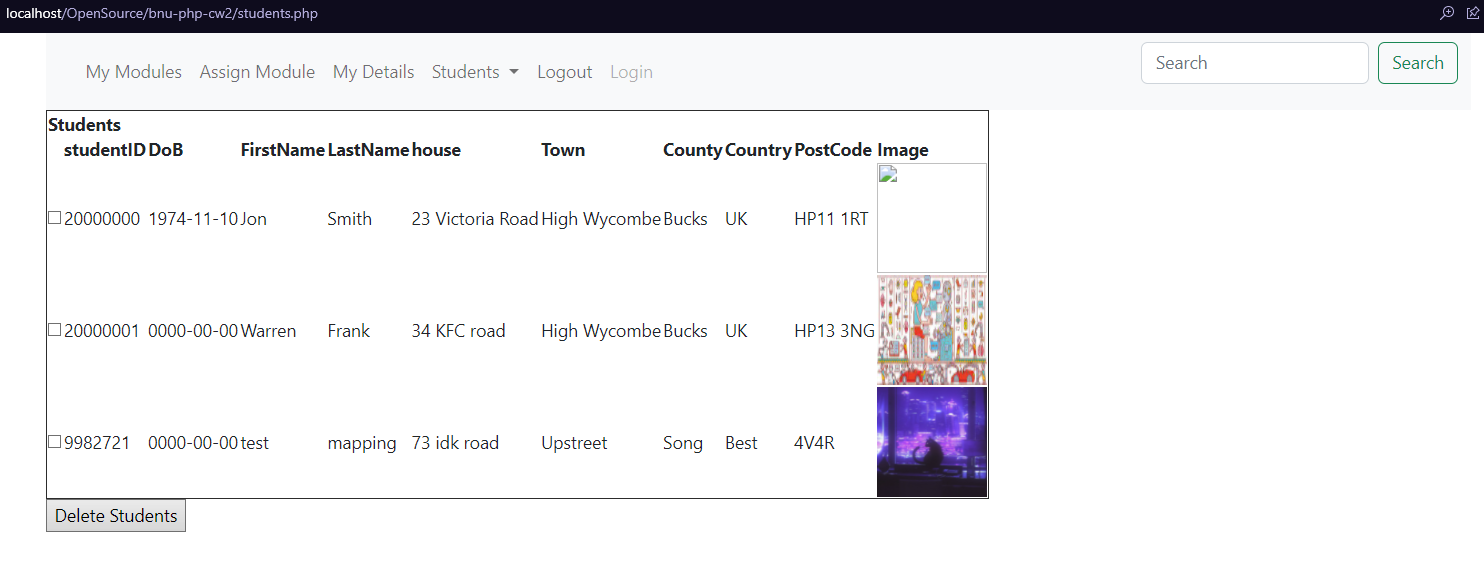 localhost/OpenSource/bnu-php-cw2/students.php
My Modules Assign Module My Details Students Logout Login Search Search
Students
studentID DoB FirstName LastName house Town County Country PostCode Image
20000000 1974-11-10 Jon Smith 23 Victoria Road High Wycombe Bucks UK HP11 1RT
20000001 0000-00-00 Warren Frank 34 KFC road High Wycombe Bucks UK HP13 3NG
9982721 0000-00-00 test mapping 73 idk road Upstreet Song Best 4V4R
Delete Students